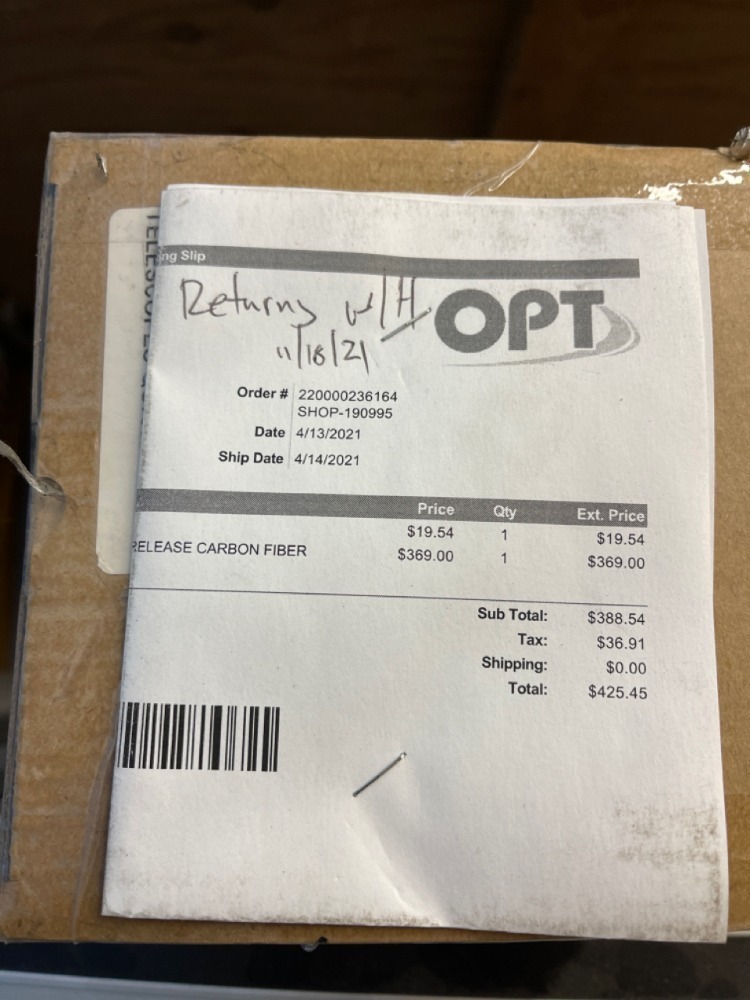 ng Slip
Returns w/H
11/18/21
OPT
Order # 220000236164
SHOP-190995
Date 4/13/2021
Ship Date 4/14/2021
Price Qty Ext. Price
$19.54 1 $19.54
RELEASE CARBON FIBER $369.00 1 $369.00
Sub Total: $388.54
Tax: $36.91
Shipping: $0.00
Total: $425.45